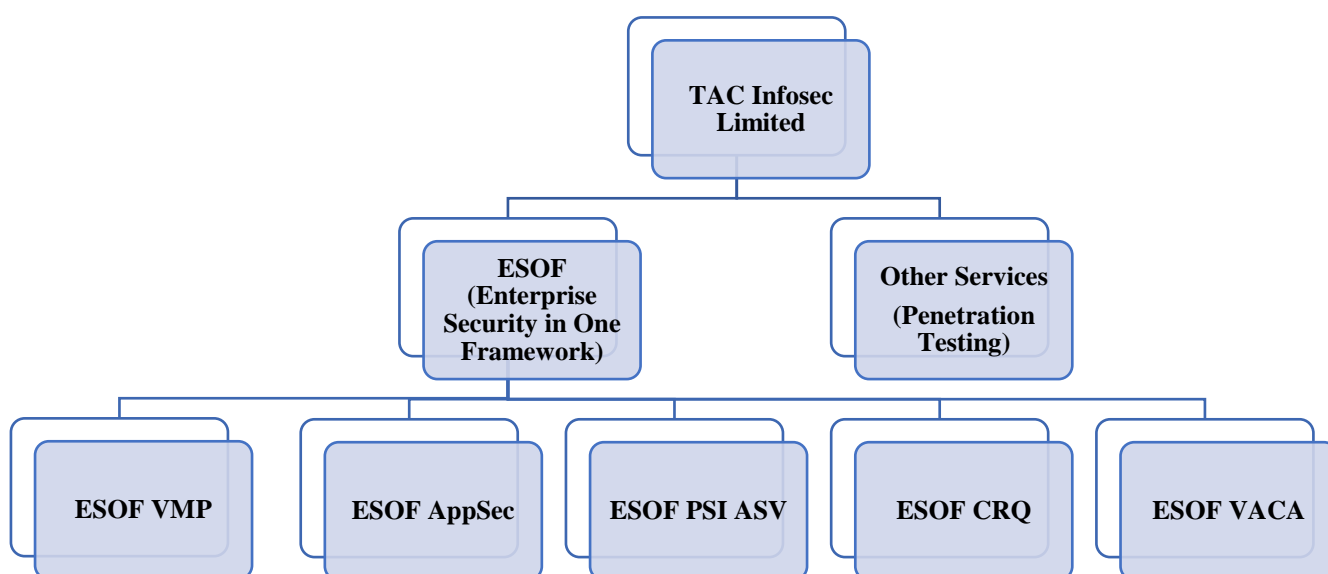 TAC Infosec
Limited
ESOF
(Enterprise
Security in One
Framework)
Other Services
(Penetration
Testing)
ESOF VMP
ESOF AppSec
ESOF PSI ASV
ESOF CRQ
ESOF VACA